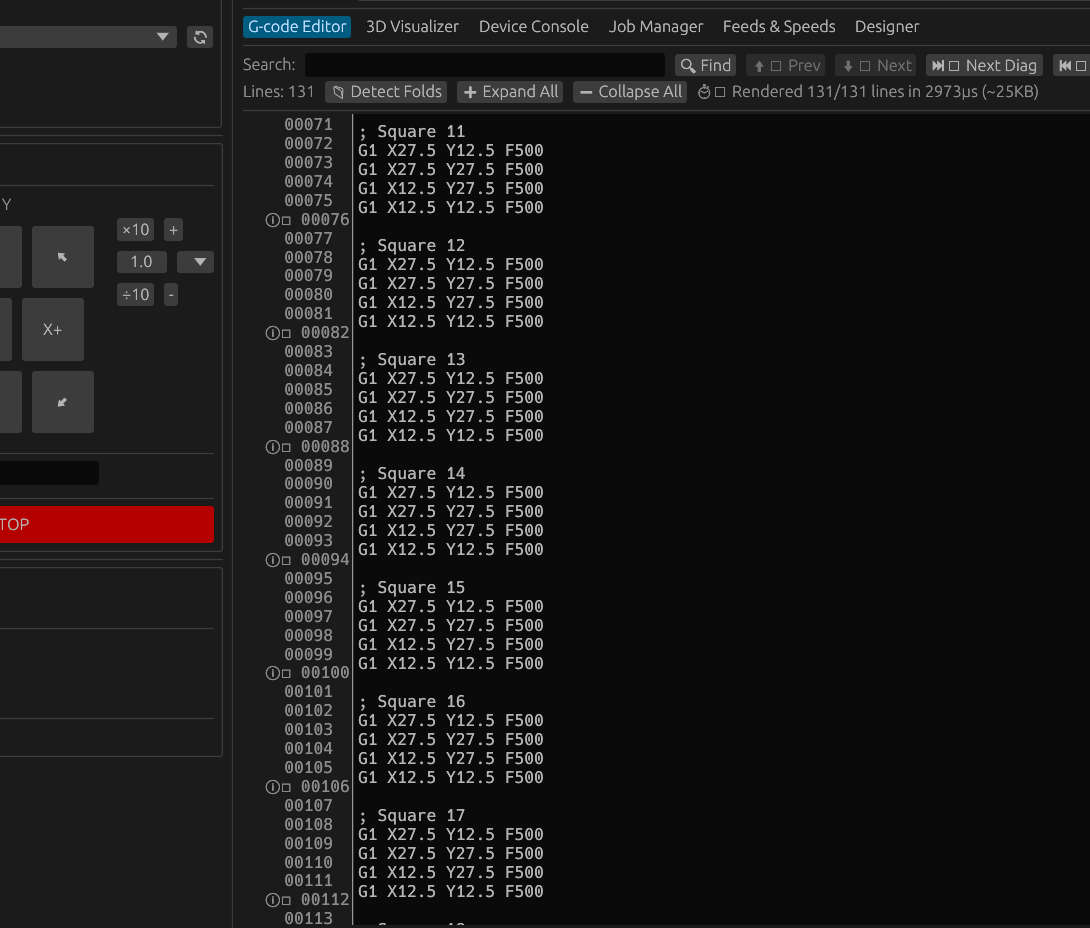 G-code Editor 3D Visualizer Device Console Job Manager Feeds & Speeds Designer
Search: Find Prev Next Next Diag
Lines: 131 Detect Folds Expand All Collapse All Rendered 131/131 lines in 2973µs (~25KB)
Y
×10 +
1.0
÷10 -
X+
TOP
00071 ; Square 11
00072 G1 X27.5 Y12.5 F500
00073 G1 X27.5 Y27.5 F500
00074 G1 X12.5 Y27.5 F500
00075 G1 X12.5 Y12.5 F500
00076
00077 ; Square 12
00078 G1 X27.5 Y12.5 F500
00079 G1 X27.5 Y27.5 F500
00080 G1 X12.5 Y27.5 F500
00081 G1 X12.5 Y12.5 F500
00082
00083 ; Square 13
00084 G1 X27.5 Y12.5 F500
00085 G1 X27.5 Y27.5 F500
00086 G1 X12.5 Y27.5 F500
00087 G1 X12.5 Y12.5 F500
00088
00089 ; Square 14
00090 G1 X27.5 Y12.5 F500
00091 G1 X27.5 Y27.5 F500
00092 G1 X12.5 Y27.5 F500
00093 G1 X12.5 Y12.5 F500
00094
00095 ; Square 15
00096 G1 X27.5 Y12.5 F500
00097 G1 X27.5 Y27.5 F500
00098 G1 X12.5 Y27.5 F500
00099 G1 X12.5 Y12.5 F500
00100
00101 ; Square 16
00102 G1 X27.5 Y12.5 F500
00103 G1 X27.5 Y27.5 F500
00104 G1 X12.5 Y27.5 F500
00105 G1 X12.5 Y12.5 F500
00106
00107 ; Square 17
00108 G1 X27.5 Y12.5 F500
00109 G1 X27.5 Y27.5 F500
00110 G1 X12.5 Y27.5 F500
00111 G1 X12.5 Y12.5 F500
00112
00113